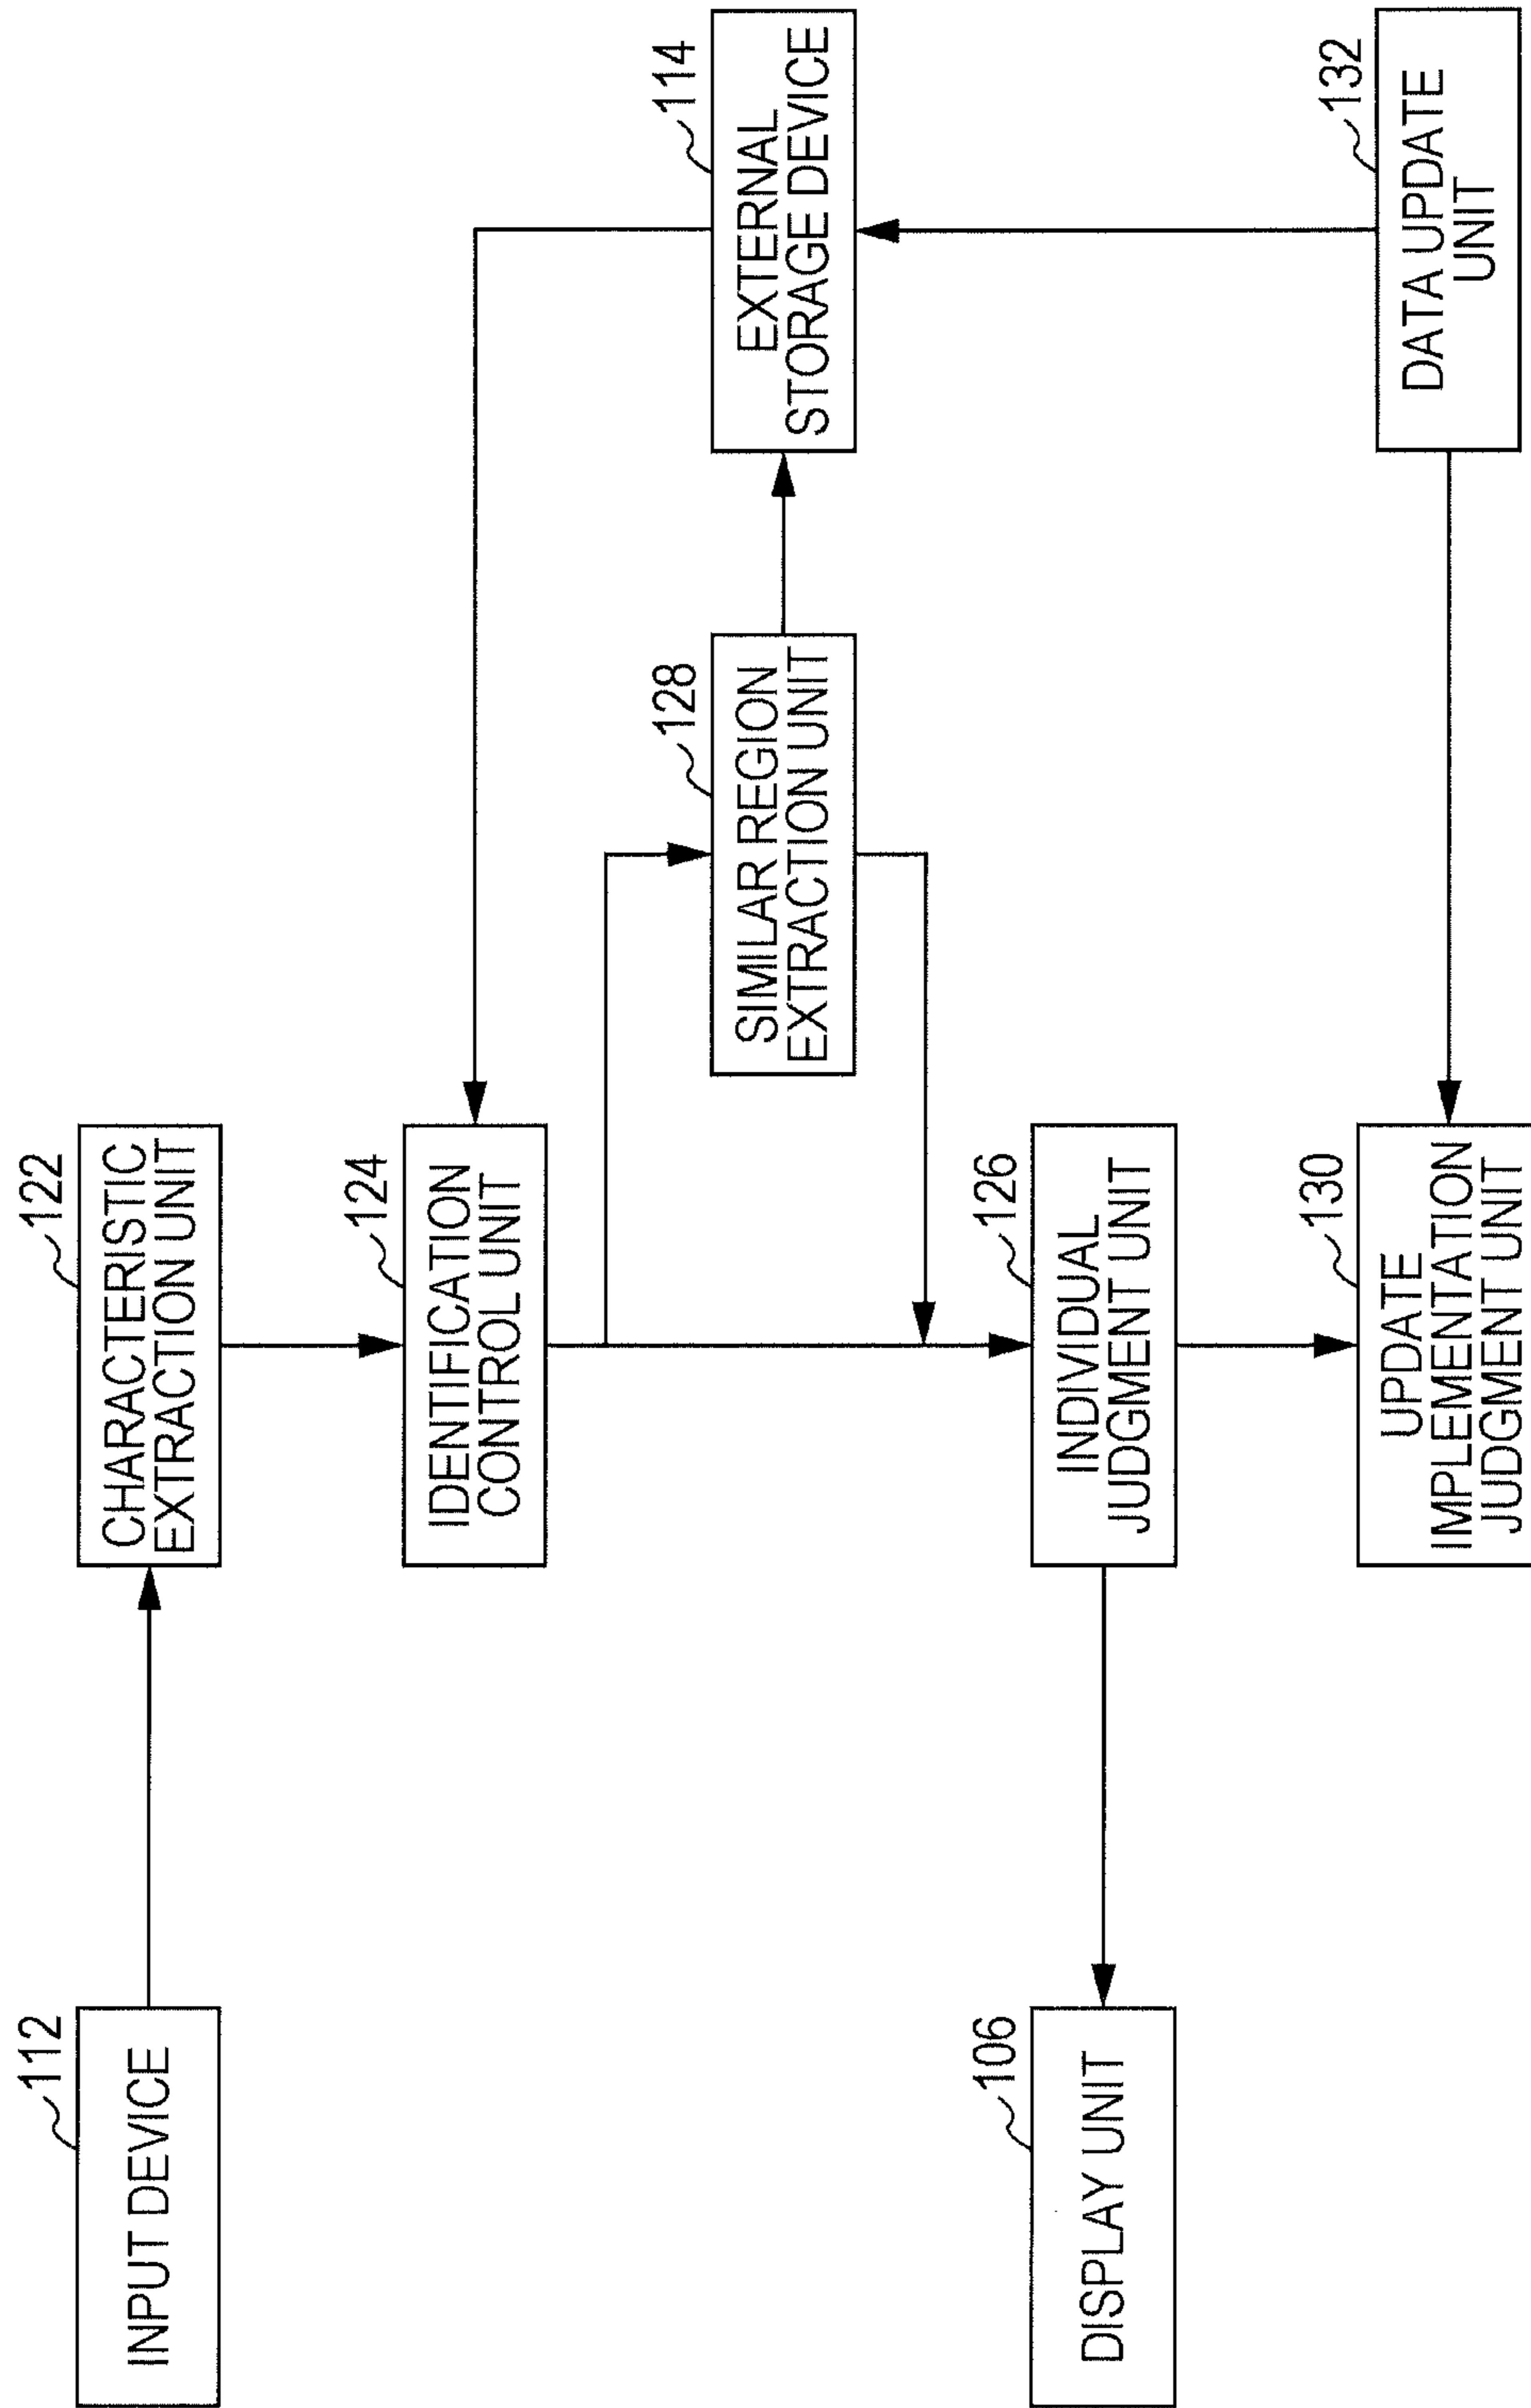 112
INPUT DEVICE
122
CHARACTERISTIC
EXTRACTION UNIT
124
IDENTIFICATION
CONTROL UNIT
128
SIMILAR REGION
EXTRACTION UNIT
114
EXTERNAL
STORAGE DEVICE
106
DISPLAY UNIT
126
INDIVIDUAL
JUDGMENT UNIT
130
UPDATE
IMPLEMENTATION
JUDGMENT UNIT
132
DATA UPDATE
UNIT